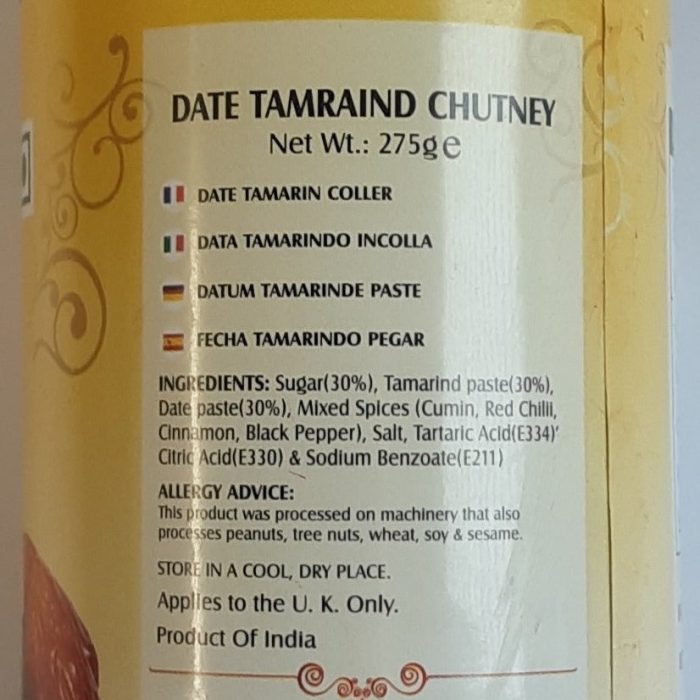 DATE TAMRAIND CHUTNEY
Net Wt.: 275g e
DATE TAMARIN COLLER
DATA TAMARINDO INCOLLA
DATUM TAMARINDE PASTE
FECHA TAMARINDO PEGAR
INGREDIENTS: Sugar(30%), Tamarind paste(30%),
Date paste(30%), Mixed Spices (Cumin, Red Chilli,
Cinnamon, Black Pepper), Salt, Tartaric Acid(E334)'
Citric Acid(E330) & Sodium Benzoate(E211)
ALLERGY ADVICE:
This product was processed on machinery that also
processes peanuts, tree nuts, wheat, soy & sesame.
STORE IN A COOL, DRY PLACE.
Applies to the U. K. Only.
Product Of India